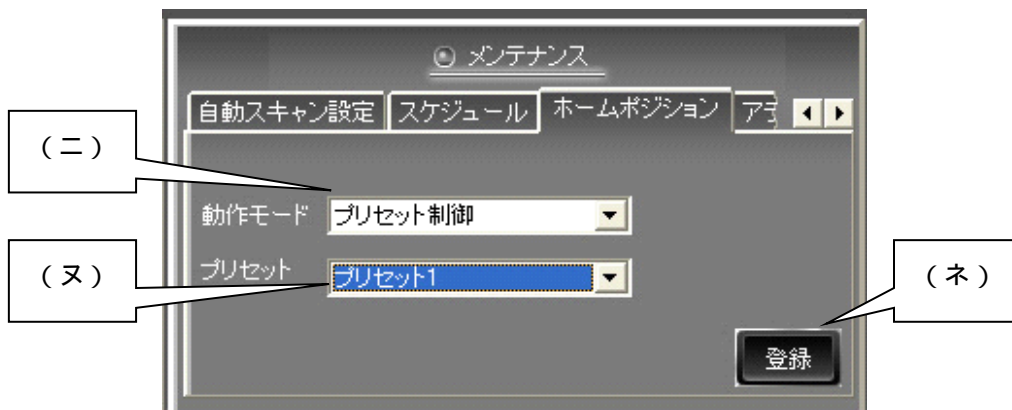 メンテナンス
自動スキャン設定 スケジュール ホームポジション
(ニ)
動作モード プリセット制御
プリセット プリセット1
(ヌ)
(ネ)
登録